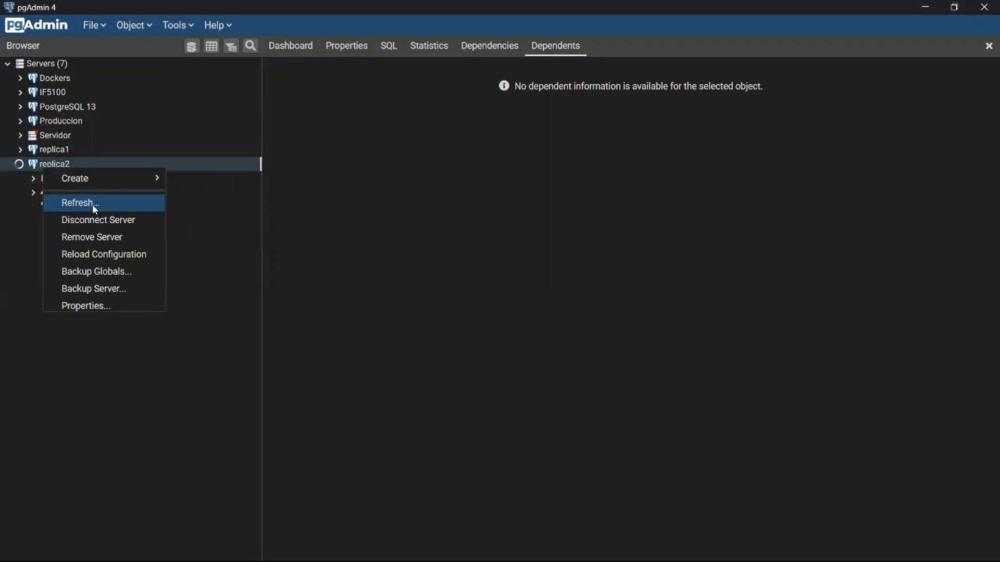 pgAdmin 4
pgAdmin File Object Tools Help
Browser Dashboard Properties SQL Statistics Dependencies Dependents
Servers (7)
Dockers
IF5100
PostgreSQL 13
Produccion
Servidor
replica1
replica2
Create
Refresh...
Disconnect Server
Remove Server
Reload Configuration
Backup Globals...
Backup Server...
Properties...
No dependent information is available for the selected object.